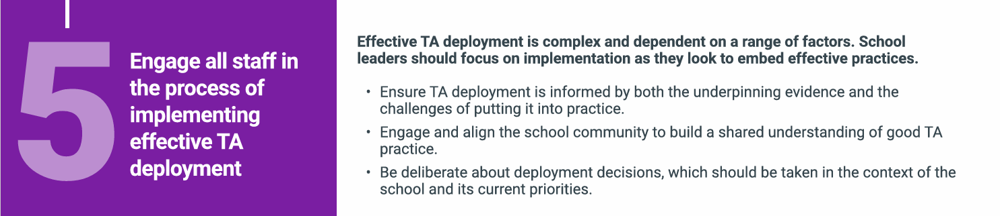 5
Engage all staff in
the process of
implementing
effective TA
deployment
Effective TA deployment is complex and dependent on a range of factors. School
leaders should focus on implementation as they look to embed effective practices.
• Ensure TA deployment is informed by both the underpinning evidence and the
challenges of putting it into practice.
• Engage and align the school community to build a shared understanding of good TA
practice.
• Be deliberate about deployment decisions, which should be taken in the context of the
school and its current priorities.